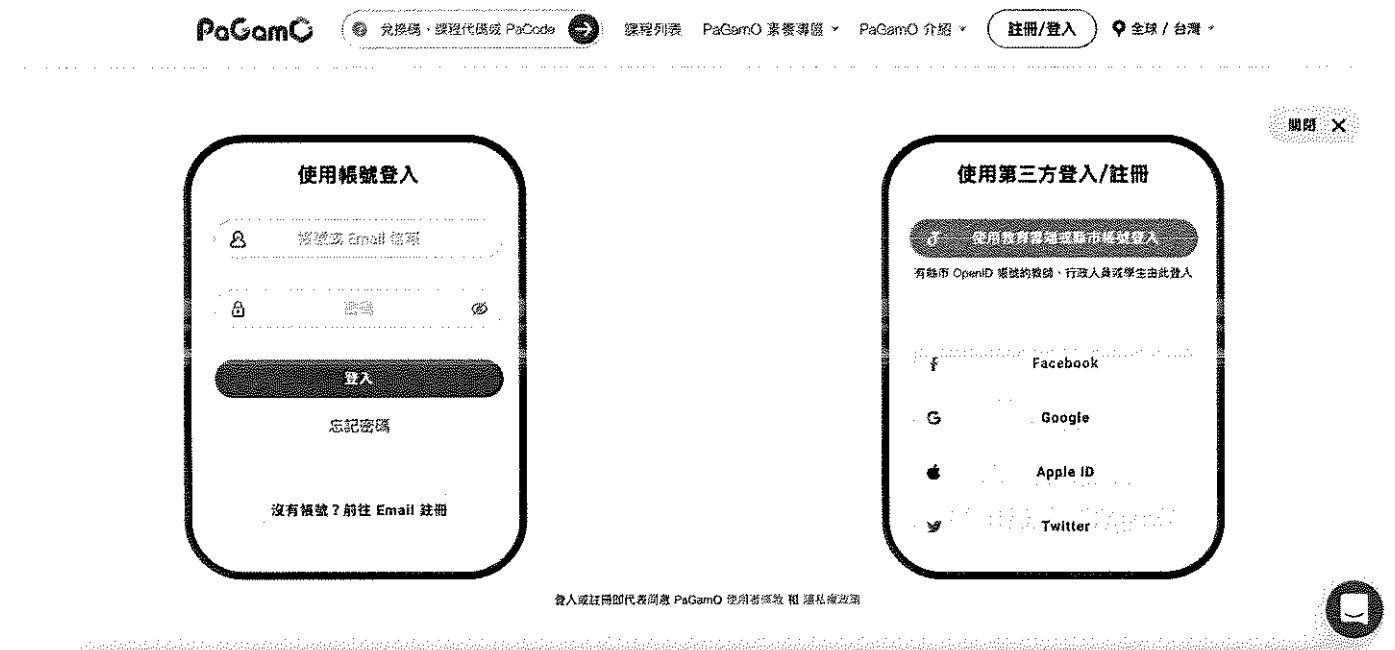 PaGamO
兌換碼、課程代碼或 PaCode
課程列表
PaGamO 素養專區
PaGamO 介紹
註冊/登入
全球 / 台灣
關閉
使用帳號登入
帳號或 Email 信箱
密碼
登入
忘記密碼
沒有帳號？前往 Email 註冊
使用第三方登入/註冊
使用教育雲端或縣市帳號登入
有縣市 OpenID 帳號的教師、行政人員或學生由此登入
Facebook
Google
Apple ID
Twitter
登入或註冊即代表同意 PaGamO 使用者條款 和 隱私權政策